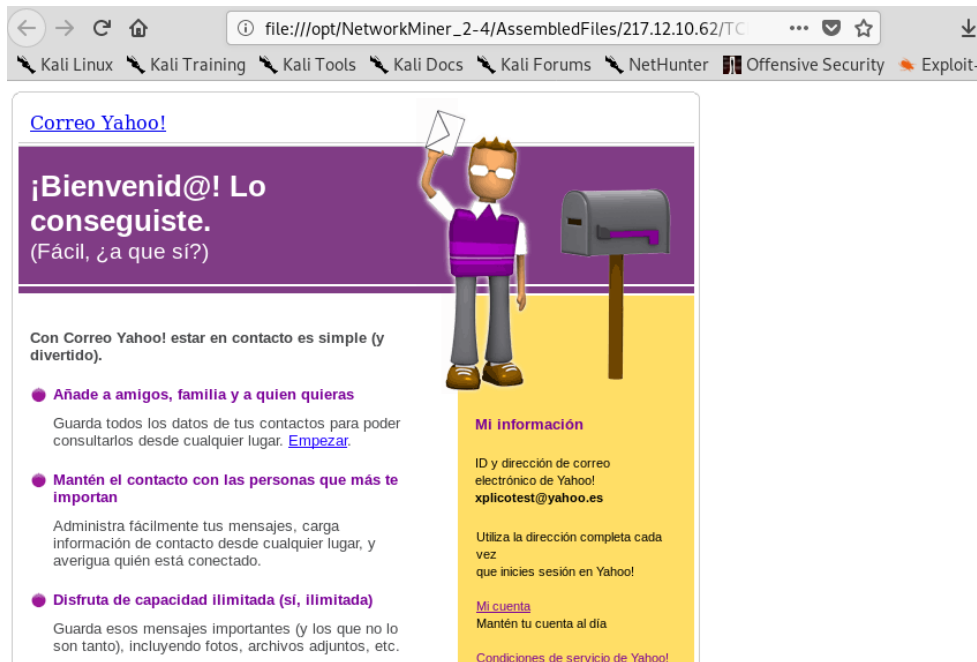 file:///opt/NetworkMiner_2-4/AssembledFiles/217.12.10.62/TC
Kali Linux Kali Training Kali Tools Kali Docs Kali Forums NetHunter Offensive Security Exploit-
Correo Yahoo!
¡Bienvenid@! Lo
conseguiste.
(Fácil, ¿a que sí?)
Con Correo Yahoo! estar en contacto es simple (y
divertido).
Añade a amigos, familia y a quien quieras
Guarda todos los datos de tus contactos para poder
consultarlos desde cualquier lugar. Empezar.
Mantén el contacto con las personas que más te
importan
Administra fácilmente tus mensajes, carga
información de contacto desde cualquier lugar, y
averigua quién está conectado.
Disfruta de capacidad ilimitada (sí, ilimitada)
Guarda esos mensajes importantes (y los que no lo
son tanto), incluyendo fotos, archivos adjuntos, etc.
Mi información
ID y dirección de correo
electrónico de Yahoo!
xplicotest@yahoo.es
Utiliza la dirección completa cada
vez
que inicies sesión en Yahoo!
Mi cuenta
Mantén tu cuenta al día
Condiciones de servicio de Yahoo!